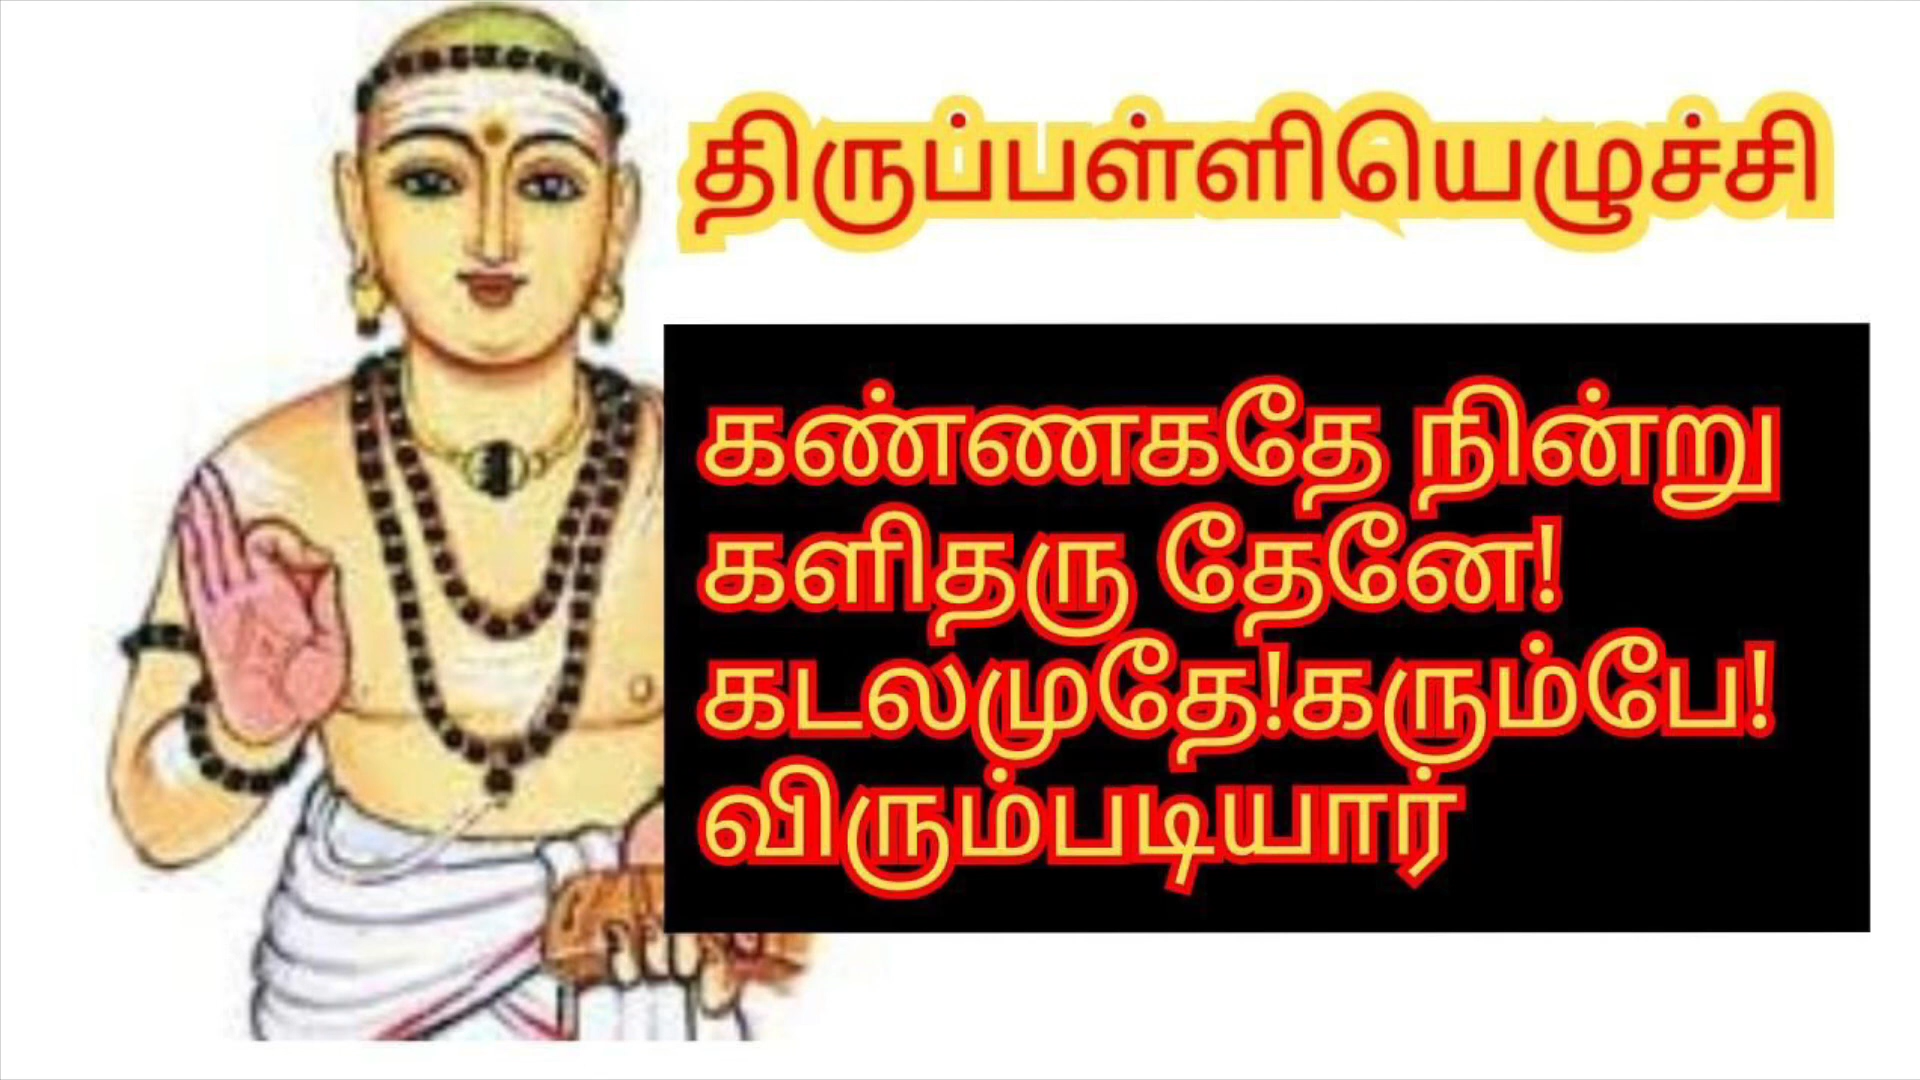 திருப்பள்ளியெழுச்சி
கண்ணகதே நின்று
களிதரு தேனே!
கடலமுதே!கரும்பே!
விரும்படியார்